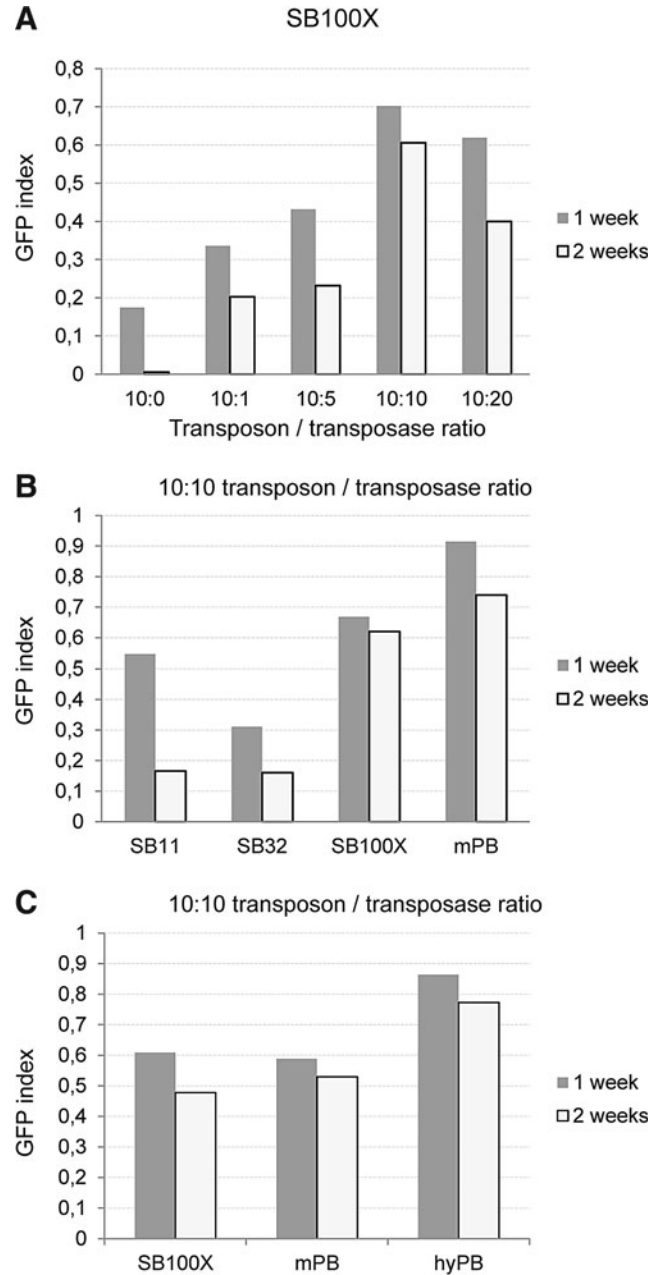 A
SB100X
0,8
0,7
0,6
0,5
0,4
0,3
0,2
0,1
0
GFP index
10:0 10:1 10:5 10:10 10:20
Transposon / transposase ratio
1 week
2 weeks
B
10:10 transposon / transposase ratio
1
0,9
0,8
0,7
0,6
0,5
0,4
0,3
0,2
0,1
0
GFP index
SB11 SB32 SB100X mPB
1 week
2 weeks
C
10:10 transposon / transposase ratio
1
0,9
0,8
0,7
0,6
0,5
0,4
0,3
0,2
0,1
0
GFP index
SB100X mPB hyPB
1 week
2 weeks